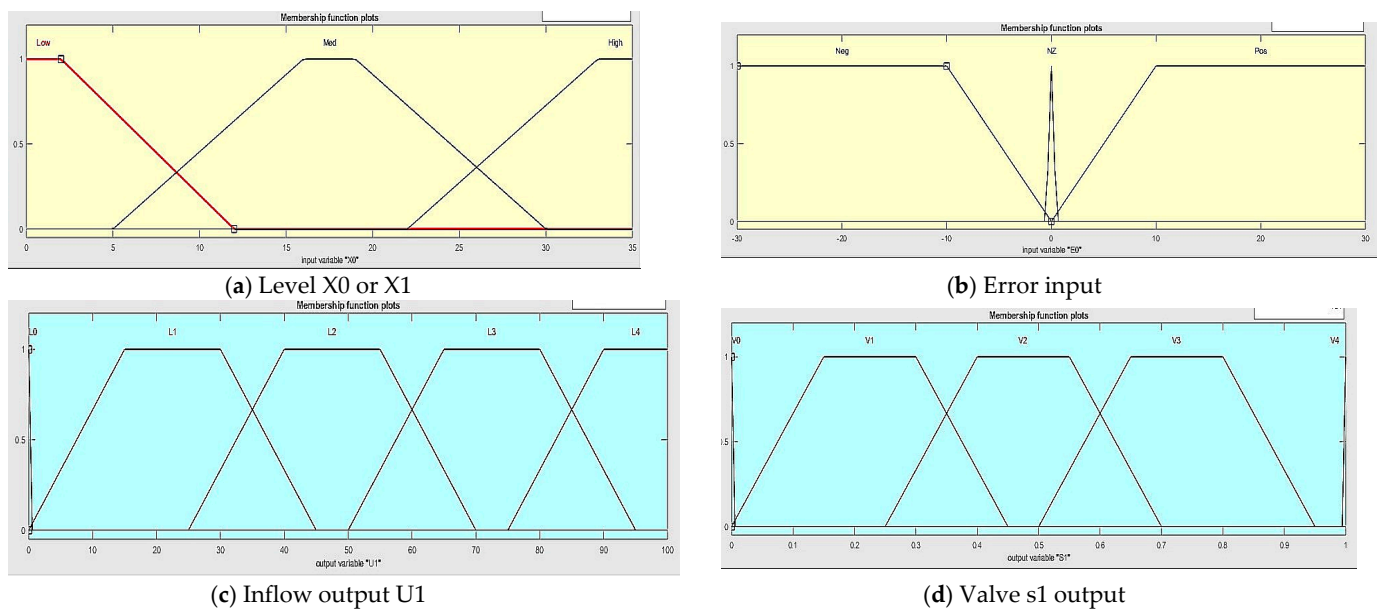 Membership function plots
Low Med High
1
0.5
0
0 5 10 15 20 25 30 35
input variable "X0"
(a) Level X0 or X1
Membership function plots
Neg NZ Pos
1
0.5
0
-30 -20 -10 0 10 20 30
input variable "E0"
(b) Error input
Membership function plots
L0 L1 L2 L3 L4
1
0.5
0
0 10 20 30 40 50 60 70 80 90 100
output variable "U1"
(c) Inflow output U1
Membership function plots
V0 V1 V2 V3 V4
1
0.5
0
0 0.1 0.2 0.3 0.4 0.5 0.6 0.7 0.8 0.9 1
output variable "S1"
(d) Valve s1 output